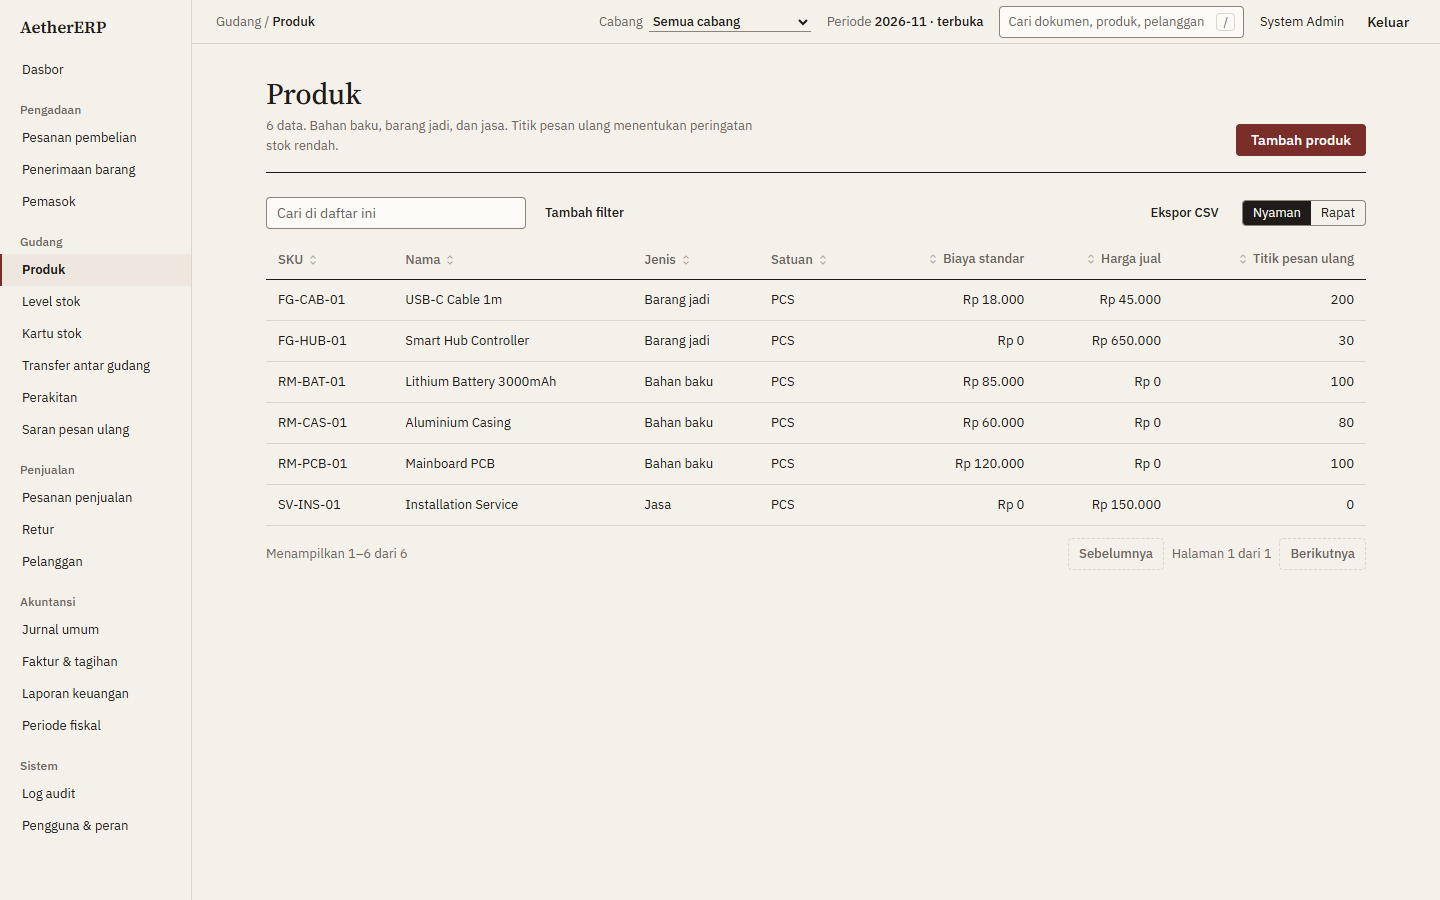 AetherERP
Dasbor
Pengadaan
Pesanan pembelian
Penerimaan barang
Pemasok
Gudang
Produk
Level stok
Kartu stok
Transfer antar gudang
Perakitan
Saran pesan ulang
Penjualan
Pesanan penjualan
Retur
Pelanggan
Akuntansi
Jurnal umum
Faktur & tagihan
Laporan keuangan
Periode fiskal
Sistem
Log audit
Pengguna & peran
Gudang / Produk
Cabang Semua cabang
Periode 2026-11 · terbuka
Cari dokumen, produk, pelanggan /
System Admin
Keluar
Produk
6 data. Bahan baku, barang jadi, dan jasa. Titik pesan ulang menentukan peringatan
stok rendah.
Tambah produk
Cari di daftar ini
Tambah filter
Ekspor CSV
Nyaman Rapat
SKU Nama Jenis Satuan Biaya standar Harga jual Titik pesan ulang
FG-CAB-01 USB-C Cable 1m Barang jadi PCS Rp 18.000 Rp 45.000 200
FG-HUB-01 Smart Hub Controller Barang jadi PCS Rp 0 Rp 650.000 30
RM-BAT-01 Lithium Battery 3000mAh Bahan baku PCS Rp 85.000 Rp 0 100
RM-CAS-01 Aluminium Casing Bahan baku PCS Rp 60.000 Rp 0 80
RM-PCB-01 Mainboard PCB Bahan baku PCS Rp 120.000 Rp 0 100
SV-INS-01 Installation Service Jasa PCS Rp 0 Rp 150.000 0
Menampilkan 1–6 dari 6
Sebelumnya Halaman 1 dari 1 Berikutnya